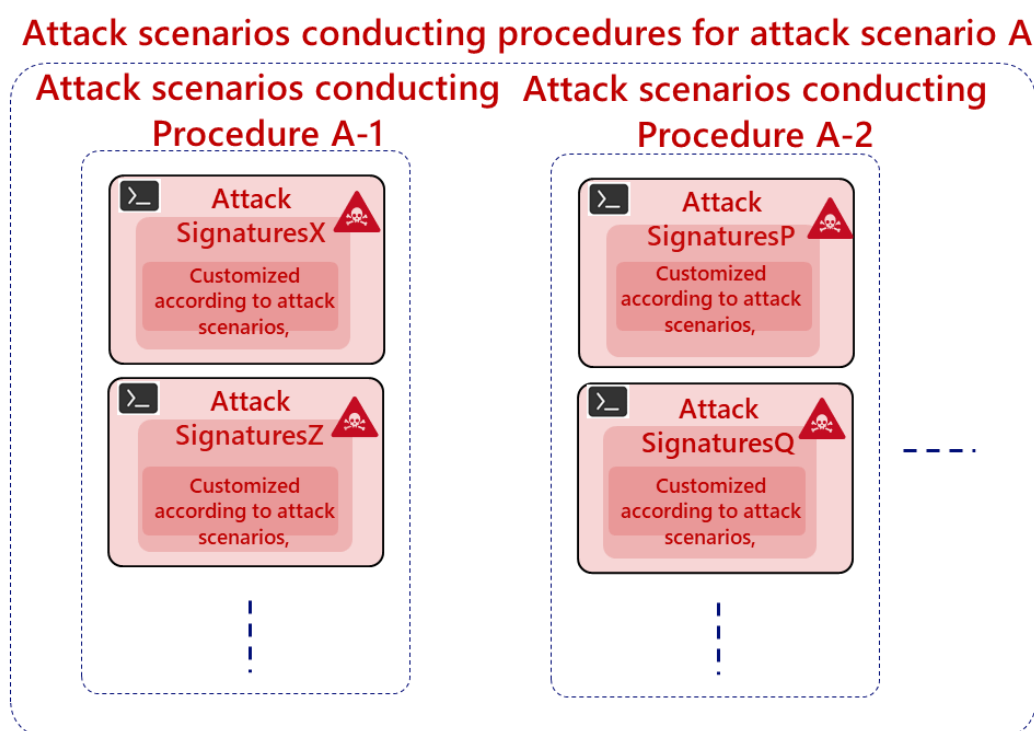 Attack scenarios conducting procedures for attack scenario A
Attack scenarios conducting
Procedure A-1
Attack
SignaturesX
Customized
according to attack
scenarios,
Attack
SignaturesZ
Customized
according to attack
scenarios,
Attack scenarios conducting
Procedure A-2
Attack
SignaturesP
Customized
according to attack
scenarios,
Attack
SignaturesQ
Customized
according to attack
scenarios,